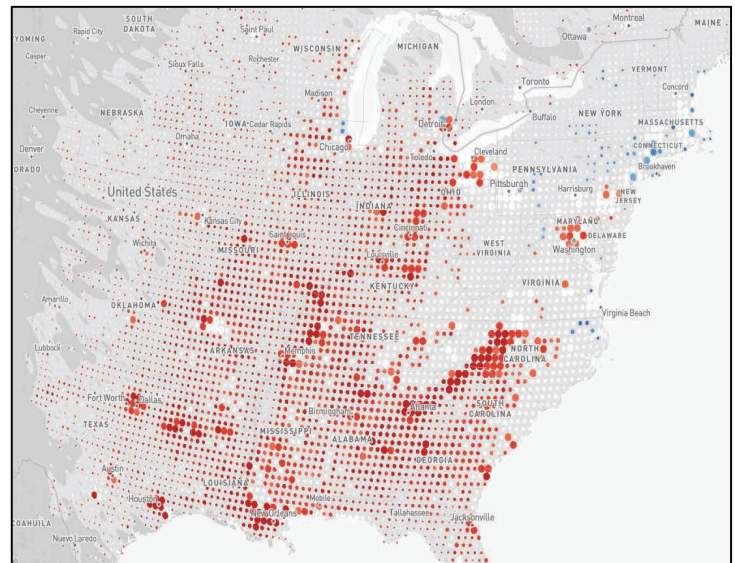 SOUTH
DAKOTA
Rapid City
Saint Paul
WISCONSIN
MICHIGAN
Ottawa
Montreal
MAINE
YOMING
Casper
Sioux Falls
Rochester
Madison
Toronto
VERMONT
London
Concord
NEBRASKA
IOWA
Cedar Rapids
Detroit
Buffalo
NEW YORK
MASSACHUSETTS
Cheyenne
Omaha
Chicago
Toledo
Cleveland
CONNECTICUT
Denver
ORADO
PENNSYLVANIA
Brookhaven
United States
ILLINOIS
INDIANA
OHIO
Pittsburgh
Harrisburg
NEW
JERSEY
KANSAS
Kansas City
Cincinnati
MARYLAND
DELAWARE
Wichita
MISSOURI
Saint Louis
Louisville
WEST
VIRGINIA
Washington
KENTUCKY
VIRGINIA
Amarillo
OKLAHOMA
Virginia Beach
Lubbock
ARKANSAS
Memphis
TENNESSEE
NORTH
CAROLINA
Fort Worth
Dallas
Birmingham
Atlanta
SOUTH
CAROLINA
TEXAS
MISSISSIPPI
ALABAMA
GEORGIA
Austin
LOUISIANA
Houston
Mobile
New Orleans
Tallahassee
Jacksonville
COAHUILA
Nuevo Laredo